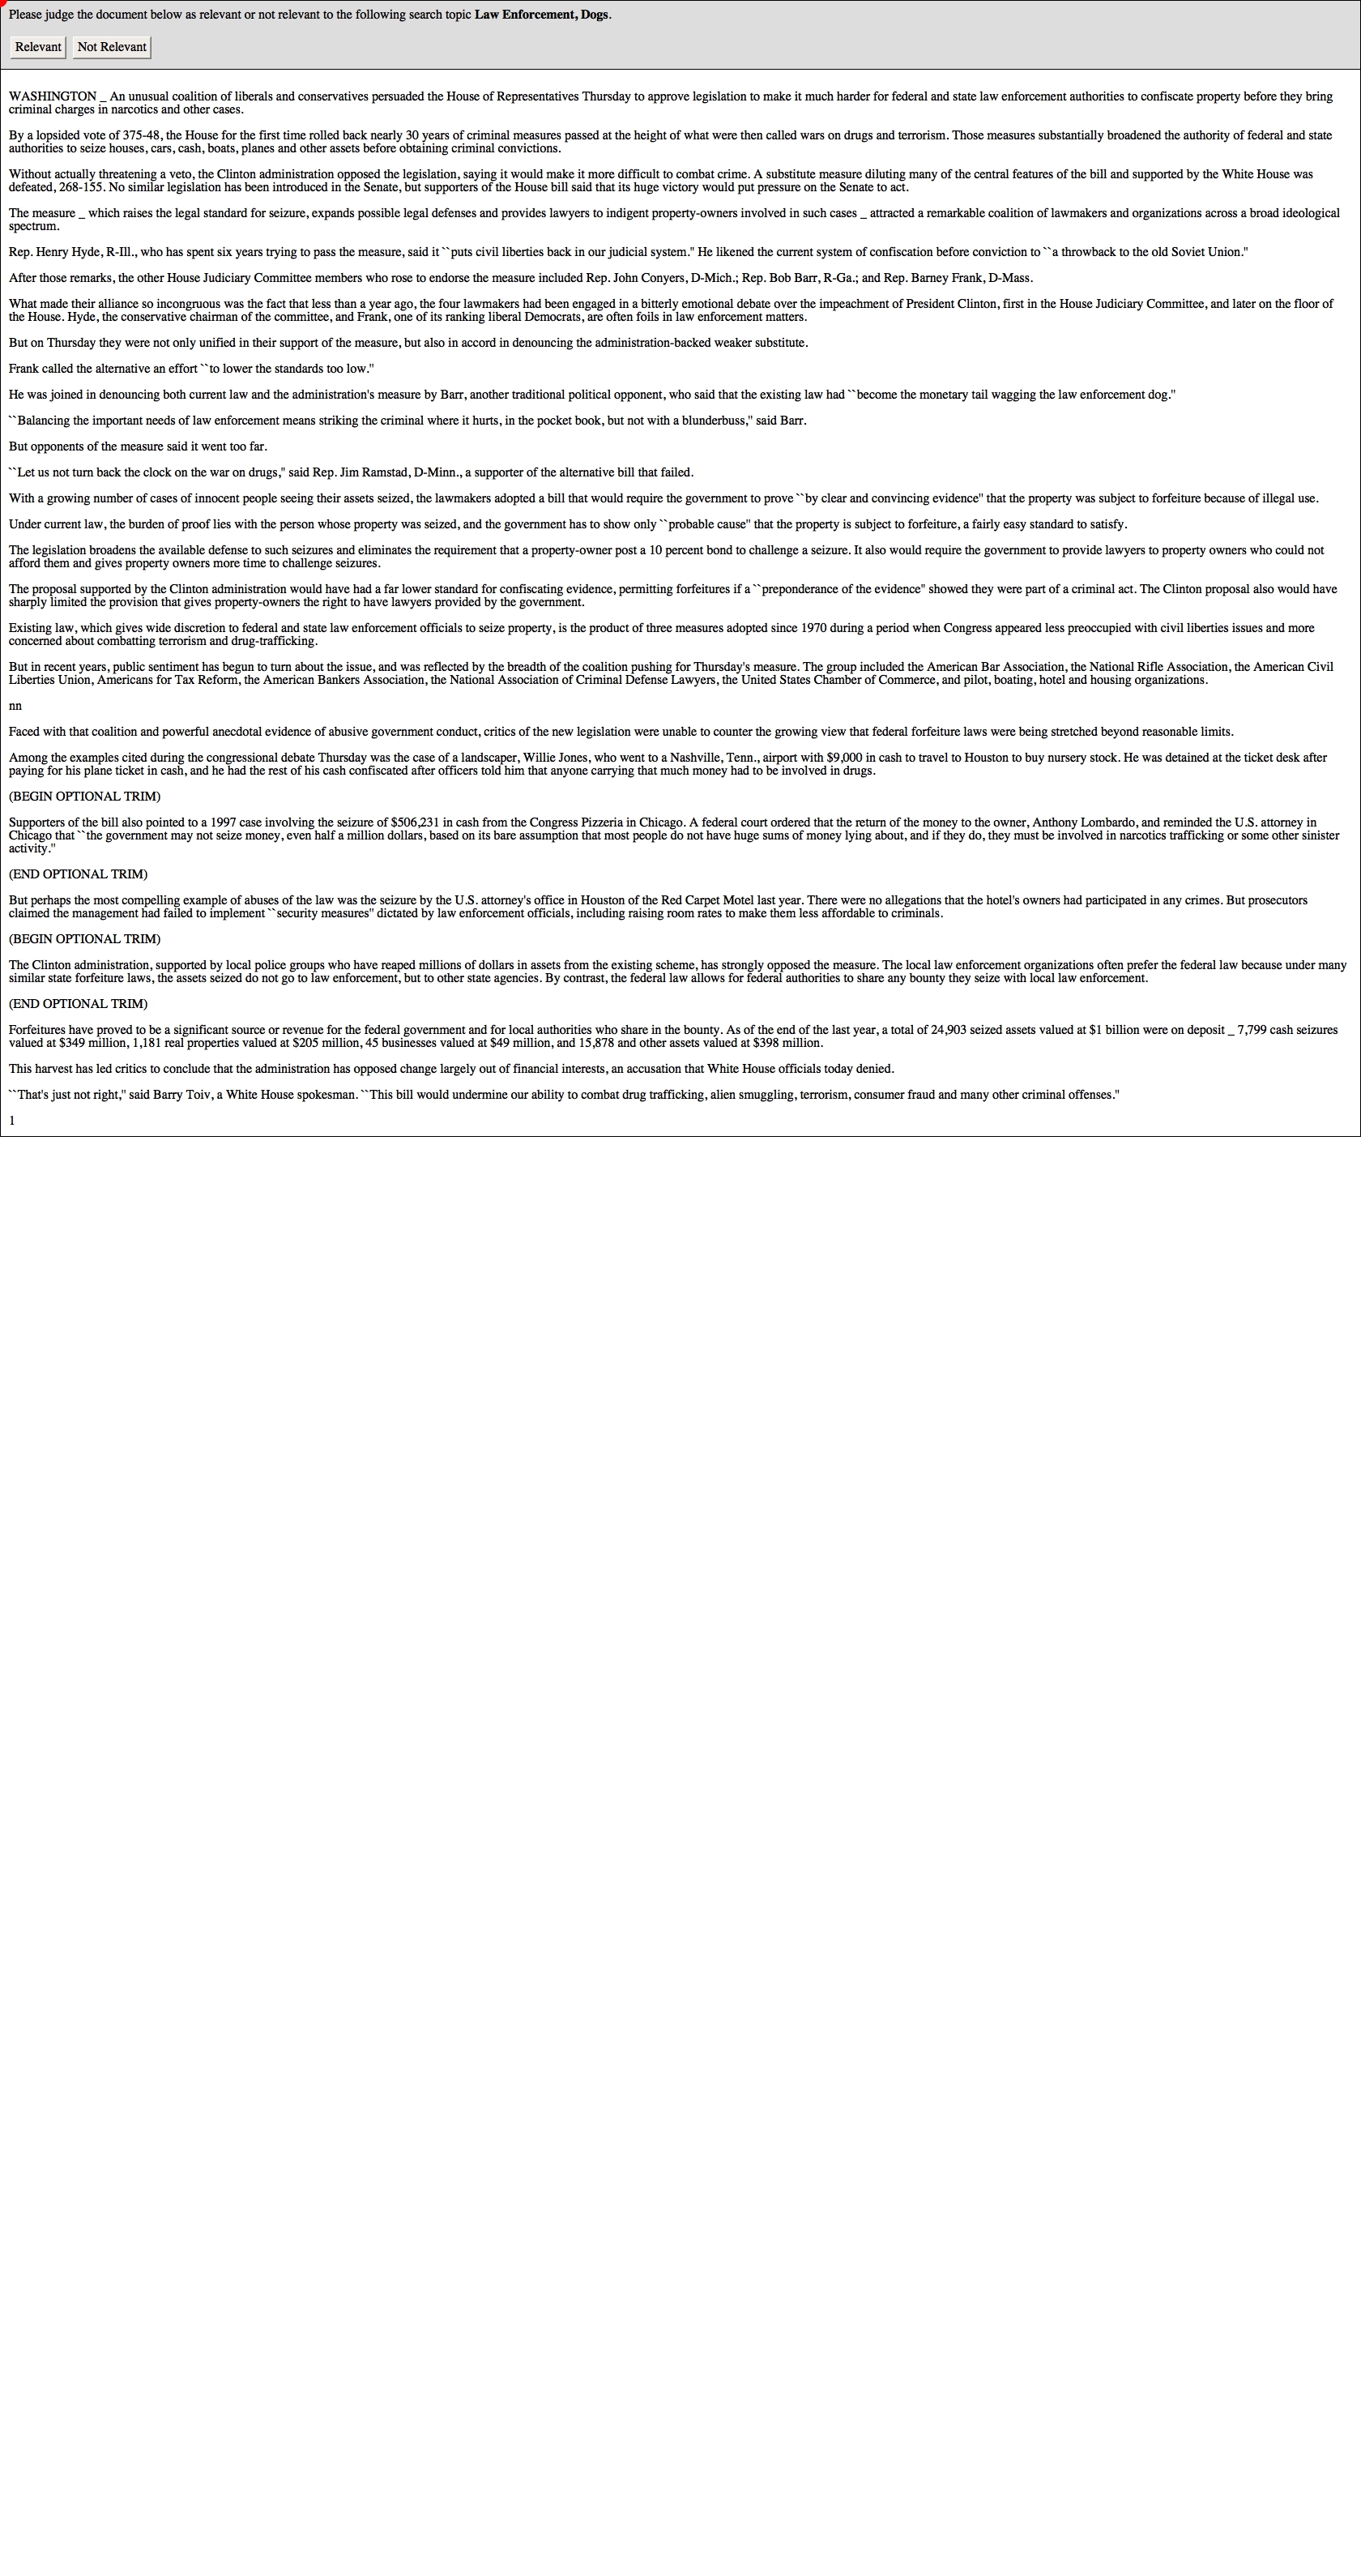 Please judge the document below as relevant or not relevant to the following search topic Law Enforcement, Dogs.
Relevant Not Relevant
WASHINGTON _ An unusual coalition of liberals and conservatives persuaded the House of Representatives Thursday to approve legislation to make it much harder for federal and state law enforcement authorities to confiscate property before they bring
criminal charges in narcotics and other cases.
By a lopsided vote of 375-48, the House for the first time rolled back nearly 30 years of criminal measures passed at the height of what were then called wars on drugs and terrorism. Those measures substantially broadened the authority of federal and state
authorities to seize houses, cars, cash, boats, planes and other assets before obtaining criminal convictions.
Without actually threatening a veto, the Clinton administration opposed the legislation, saying it would make it more difficult to combat crime. A substitute measure diluting many of the central features of the bill and supported by the White House was
defeated, 268-155. No similar legislation has been introduced in the Senate, but supporters of the House bill said that its huge victory would put pressure on the Senate to act.
The measure _ which raises the legal standard for seizure, expands possible legal defenses and provides lawyers to indigent property-owners involved in such cases _ attracted a remarkable coalition of lawmakers and organizations across a broad ideological
spectrum.
Rep. Henry Hyde, R-Ill., who has spent six years trying to pass the measure, said it ``puts civil liberties back in our judicial system.'' He likened the current system of confiscation before conviction to ``a throwback to the old Soviet Union.''
After those remarks, the other House Judiciary Committee members who rose to endorse the measure included Rep. John Conyers, D-Mich.; Rep. Bob Barr, R-Ga.; and Rep. Barney Frank, D-Mass.
What made their alliance so incongruous was the fact that less than a year ago, the four lawmakers had been engaged in a bitterly emotional debate over the impeachment of President Clinton, first in the House Judiciary Committee, and later on the floor of
the House. Hyde, the conservative chairman of the committee, and Frank, one of its ranking liberal Democrats, are often foils in law enforcement matters.
But on Thursday they were not only unified in their support of the measure, but also in accord in denouncing the administration-backed weaker substitute.
Frank called the alternative an effort ``to lower the standards too low.''
He was joined in denouncing both current law and the administration's measure by Barr, another traditional political opponent, who said that the existing law had ``become the monetary tail wagging the law enforcement dog.''
``Balancing the important needs of law enforcement means striking the criminal where it hurts, in the pocket book, but not with a blunderbuss,'' said Barr.
But opponents of the measure said it went too far.
``Let us not turn back the clock on the war on drugs,'' said Rep. Jim Ramstad, D-Minn., a supporter of the alternative bill that failed.
With a growing number of cases of innocent people seeing their assets seized, the lawmakers adopted a bill that would require the government to prove ``by clear and convincing evidence'' that the property was subject to forfeiture because of illegal use.
Under current law, the burden of proof lies with the person whose property was seized, and the government has to show only ``probable cause'' that the property is subject to forfeiture, a fairly easy standard to satisfy.
The legislation broadens the available defense to such seizures and eliminates the requirement that a property-owner post a 10 percent bond to challenge a seizure. It also would require the government to provide lawyers to property owners who could not
afford them and gives property owners more time to challenge seizures.
The proposal supported by the Clinton administration would have had a far lower standard for confiscating evidence, permitting forfeitures if a ``preponderance of the evidence'' showed they were part of a criminal act. The Clinton proposal also would have
sharply limited the provision that gives property-owners the right to have lawyers provided by the government.
Existing law, which gives wide discretion to federal and state law enforcement officials to seize property, is the product of three measures adopted since 1970 during a period when Congress appeared less preoccupied with civil liberties issues and more
concerned about combatting terrorism and drug-trafficking.
But in recent years, public sentiment has begun to turn about the issue, and was reflected by the breadth of the coalition pushing for Thursday's measure. The group included the American Bar Association, the National Rifle Association, the American Civil
Liberties Union, Americans for Tax Reform, the American Bankers Association, the National Association of Criminal Defense Lawyers, the United States Chamber of Commerce, and pilot, boating, hotel and housing organizations.
nn
Faced with that coalition and powerful anecdotal evidence of abusive government conduct, critics of the new legislation were unable to counter the growing view that federal forfeiture laws were being stretched beyond reasonable limits.
Among the examples cited during the congressional debate Thursday was the case of a landscaper, Willie Jones, who went to a Nashville, Tenn., airport with $9,000 in cash to travel to Houston to buy nursery stock. He was detained at the ticket desk after
paying for his plane ticket in cash, and he had the rest of his cash confiscated after officers told him that anyone carrying that much money had to be involved in drugs.
(BEGIN OPTIONAL TRIM)
Supporters of the bill also pointed to a 1997 case involving the seizure of $506,231 in cash from the Congress Pizzeria in Chicago. A federal court ordered that the return of the money to the owner, Anthony Lombardo, and reminded the U.S. attorney in
Chicago that ``the government may not seize money, even half a million dollars, based on its bare assumption that most people do not have huge sums of money lying about, and if they do, they must be involved in narcotics trafficking or some other sinister
activity.''
(END OPTIONAL TRIM)
But perhaps the most compelling example of abuses of the law was the seizure by the U.S. attorney's office in Houston of the Red Carpet Motel last year. There were no allegations that the hotel's owners had participated in any crimes. But prosecutors
claimed the management had failed to implement ``security measures'' dictated by law enforcement officials, including raising room rates to make them less affordable to criminals.
(BEGIN OPTIONAL TRIM)
The Clinton administration, supported by local police groups who have reaped millions of dollars in assets from the existing scheme, has strongly opposed the measure. The local law enforcement organizations often prefer the federal law because under many
similar state forfeiture laws, the assets seized do not go to law enforcement, but to other state agencies. By contrast, the federal law allows for federal authorities to share any bounty they seize with local law enforcement.
(END OPTIONAL TRIM)
Forfeitures have proved to be a significant source or revenue for the federal government and for local authorities who share in the bounty. As of the end of the last year, a total of 24,903 seized assets valued at $1 billion were on deposit _ 7,799 cash seizures
valued at $349 million, 1,181 real properties valued at $205 million, 45 businesses valued at $49 million, and 15,878 and other assets valued at $398 million.
This harvest has led critics to conclude that the administration has opposed change largely out of financial interests, an accusation that White House officials today denied.
``That's just not right,'' said Barry Toiv, a White House spokesman. ``This bill would undermine our ability to combat drug trafficking, alien smuggling, terrorism, consumer fraud and many other criminal offenses.''
1